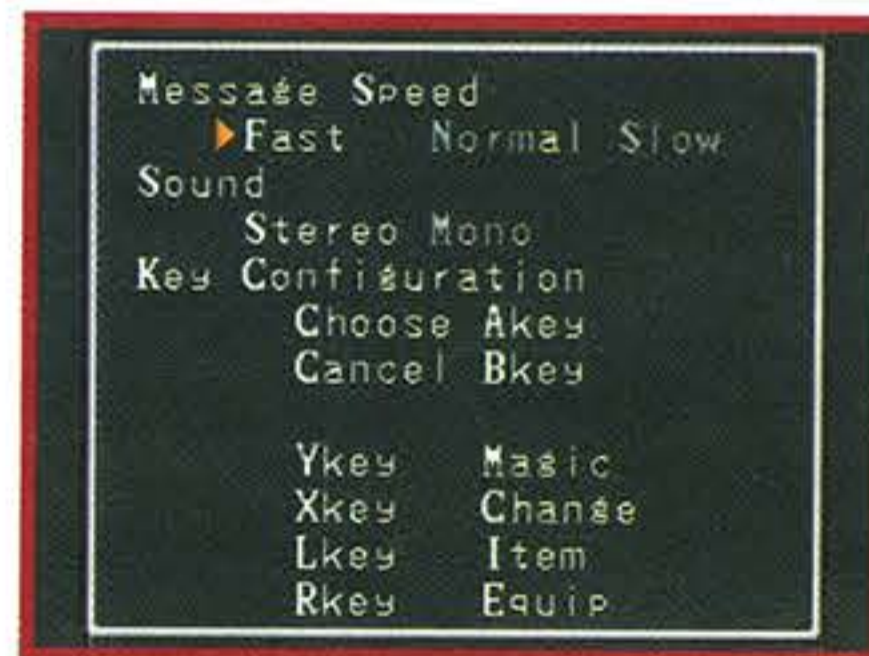 Message Speed
Fast Normal Slow
Sound
Stereo Mono
Key Configuration
Choose Akey
Cancel Bkey
Ykey Magic
Xkey Change
Lkey Item
Rkey Equip